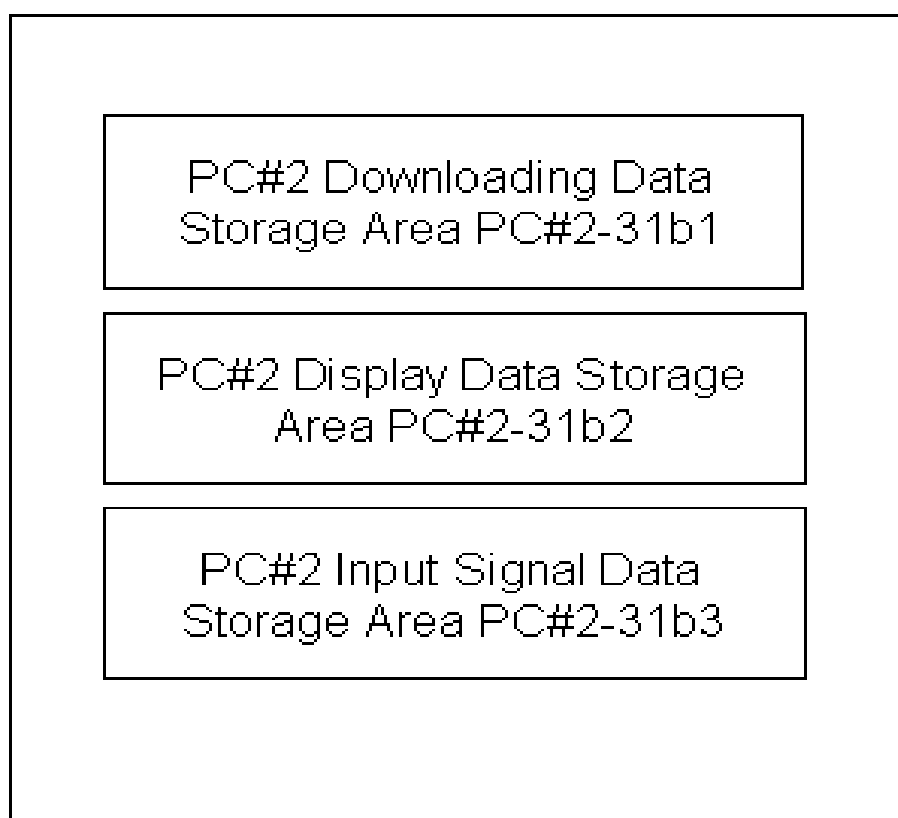 PC#2 Downloading Data
Storage Area PC#2-31b1
PC#2 Display Data Storage
Area PC#2-31b2
PC#2 Input Signal Data
Storage Area PC#2-31b3